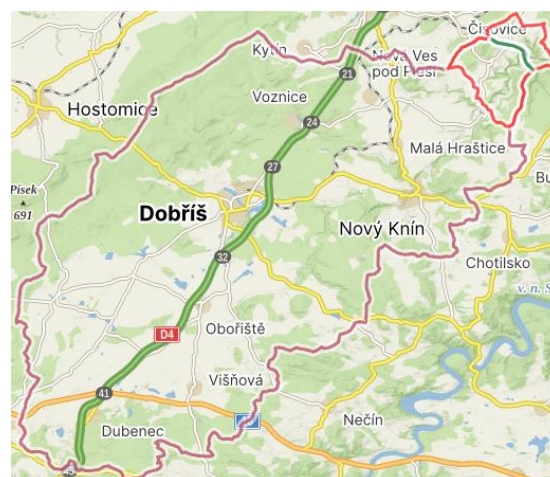 Čisovice
Kytín
Nová Ves
pod Pleší
21
Voznice
24
Hostomice
Malá Hraštice
27
Písek
691
Dobříš
Nový Knín
32
Chotilsko
v. n. S
D4
Obořiště
Višňová
41
Nečín
Dubenec
45